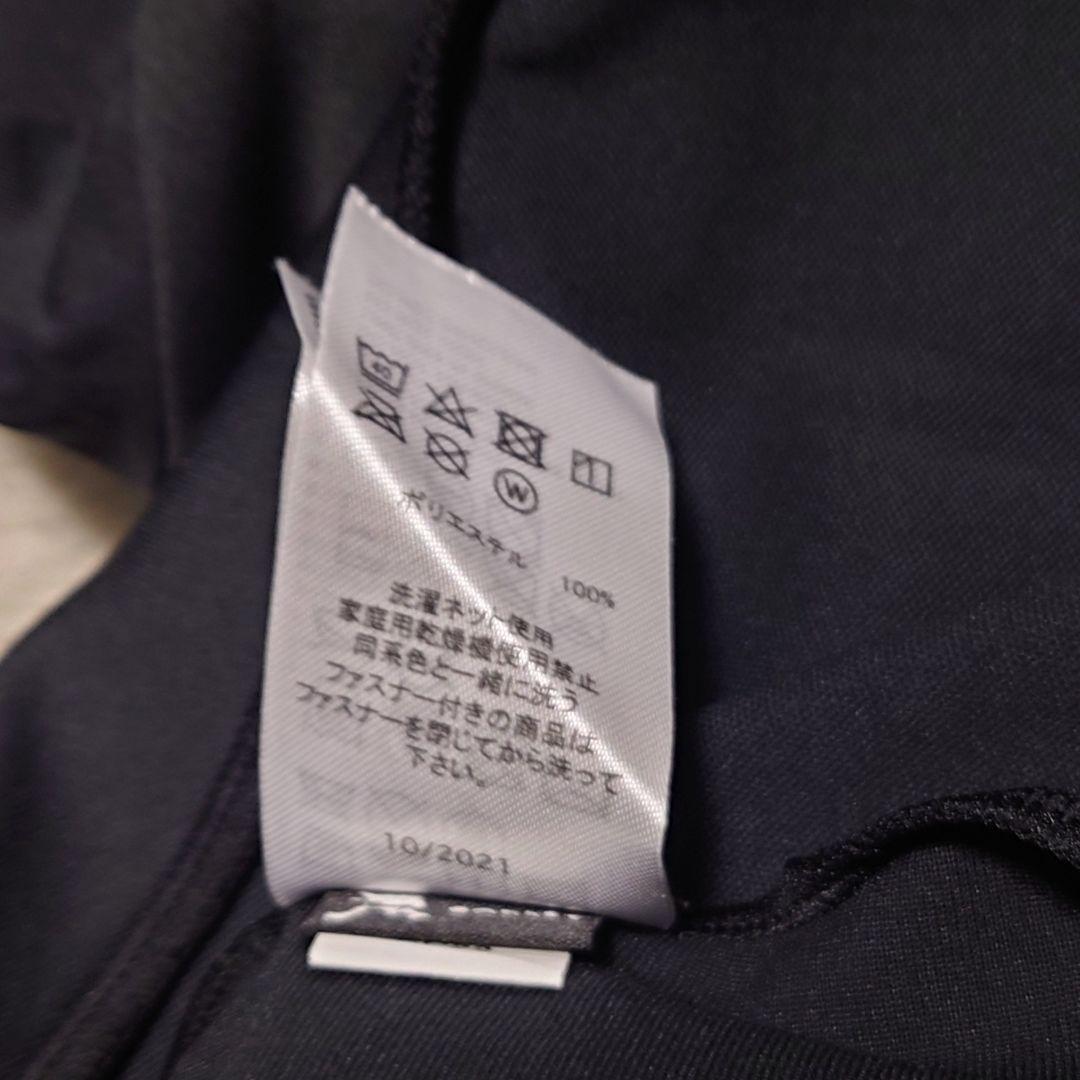 W
ポリエステル 100%
洗濯ネット使用
家庭用乾燥機使用禁止
同系色と一緒に洗う
ファスナー付きの商品は
ファスナーを閉じてから洗って
下さい。
10/2021